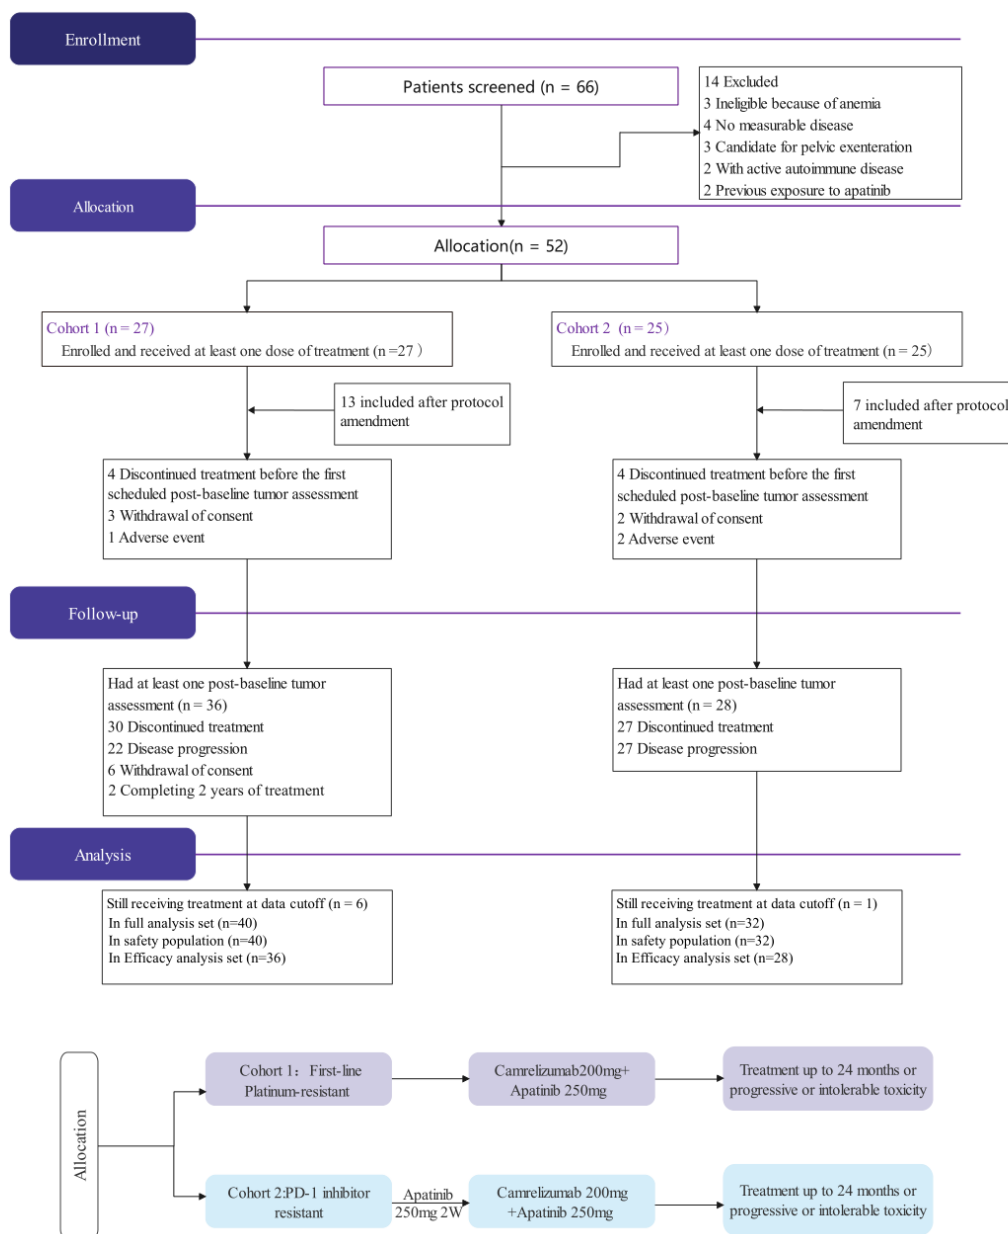 Enrollment
Patients screened (n = 66)
14 Excluded
3 Ineligible because of anemia
4 No measurable disease
3 Candidate for pelvic exenteration
2 With active autoimmune disease
2 Previous exposure to apatinib
Allocation
Allocation(n = 52)
Cohort 1 (n = 27)
Enrolled and received at least one dose of treatment (n =27 )
Cohort 2 (n = 25)
Enrolled and received at least one dose of treatment (n = 25)
13 included after protocol
amendment
7 included after protocol
amendment
4 Discontinued treatment before the first
scheduled post-baseline tumor assessment
3 Withdrawal of consent
1 Adverse event
4 Discontinued treatment before the first
scheduled post-baseline tumor assessment
2 Withdrawal of consent
2 Adverse event
Follow-up
Had at least one post-baseline tumor
assessment (n = 36)
30 Discontinued treatment
22 Disease progression
6 Withdrawal of consent
2 Completing 2 years of treatment
Had at least one post-baseline tumor
assessment (n = 28)
27 Discontinued treatment
27 Disease progression
Analysis
Still receiving treatment at data cutoff (n = 6)
In full analysis set (n=40)
In safety population (n=40)
In Efficacy analysis set (n=36)
Still receiving treatment at data cutoff (n = 1)
In full analysis set (n=32)
In safety population (n=32)
In Efficacy analysis set (n=28)
Allocation
Cohort 1：First-line
Platinum-resistant
Camrelizumab200mg+
Apatinib 250mg
Treatment up to 24 months or
progressive or intolerable toxicity
Cohort 2:PD-1 inhibitor
resistant
Apatinib
250mg 2W
Camrelizumab 200mg
+Apatinib 250mg
Treatment up to 24 months or
progressive or intolerable toxicity